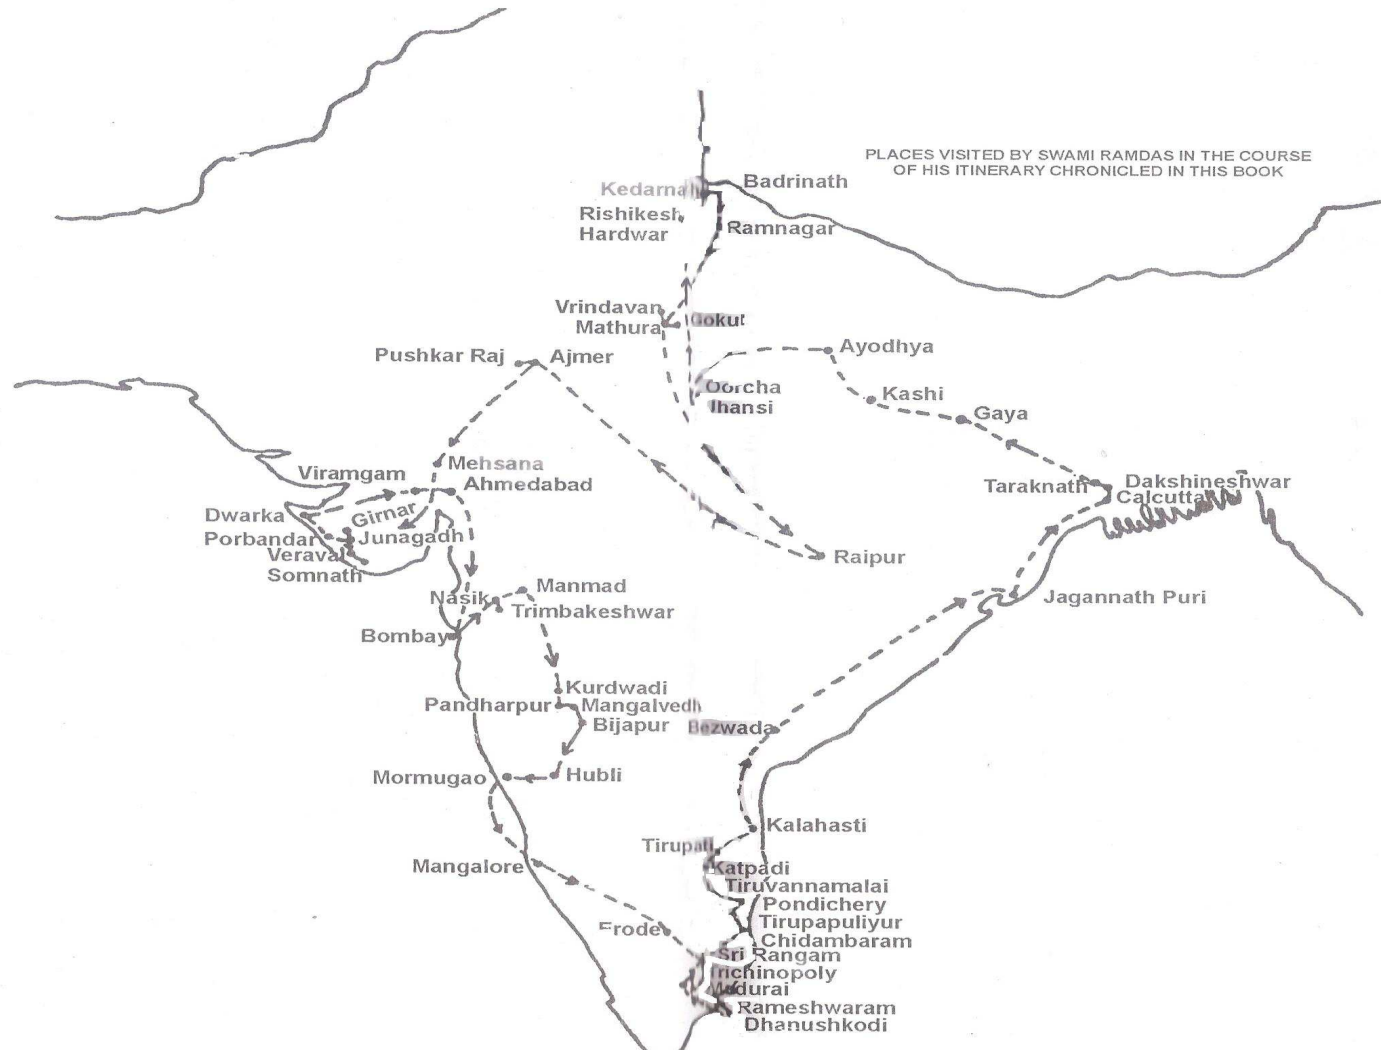 PLACES VISITED BY SWAMI RAMDAS IN THE COURSE
OF HIS ITINERARY CHRONICLED IN THIS BOOK
Badrinath
Rishikesh
Hardwar
Ramnagar
Vrindavan
Mathura
Pushkar Raj
Ajmer
Ayodhya
Kashi
Gaya
Mehsana
Viramgam
Ahmedabad
Taraknath
Dakshineshwar
Calcutta
Dwarka
Girnar
Porbandar
Junagadh
Veraval
Somnath
Raipur
Manmad
Nasik
Trimbakeshwar
Jagannath Puri
Bombay
Kurdwadi
Pandharpur
Mangalvedh
Bijapur
Bezwada
Mormugao
Hubli
Kalahasti
Tirupati
Mangalore
Katpadi
Tiruvannamalai
Pondichery
Tirupapuliyur
Erode
Chidambaram
Sri Rangam
Trichinopoly
Madurai
Rameshwaram
Dhanushkodi